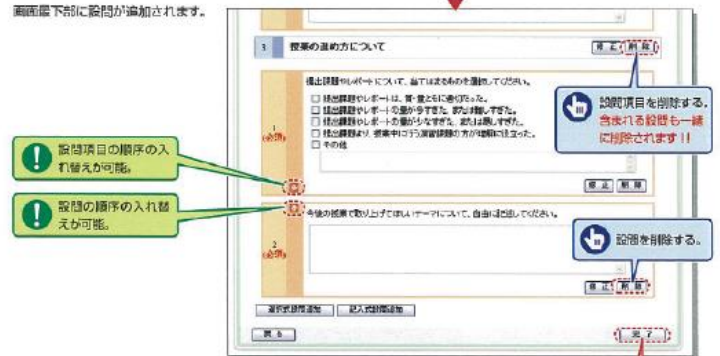 画面最下部に設問が追加されます。
3 授業の進め方について
修正 削除
提出課題やレポートについて、当てはまるものを選択してください。
1
(必須)
□ 提出課題やレポートは、質・量ともに適切だった。
□ 提出課題やレポートの量が多すぎた、または難しすぎた。
□ 提出課題やレポートの量が少なすぎた、または易しすぎた。
□ 提出課題より、授業中に行う演習課題の方が理解に役立った。
□ その他
修正 削除
設問項目を削除する。
含まれる設問も一緒
に削除されます!!
設問項目の順序の入
れ替えが可能。
設問の順序の入れ替
えが可能。
今後の授業で取り上げてほしいテーマについて、自由に記述してください。
2
(必須)
設問を削除する。
修正 削除
選択式設問追加 記入式設問追加
戻る 完了